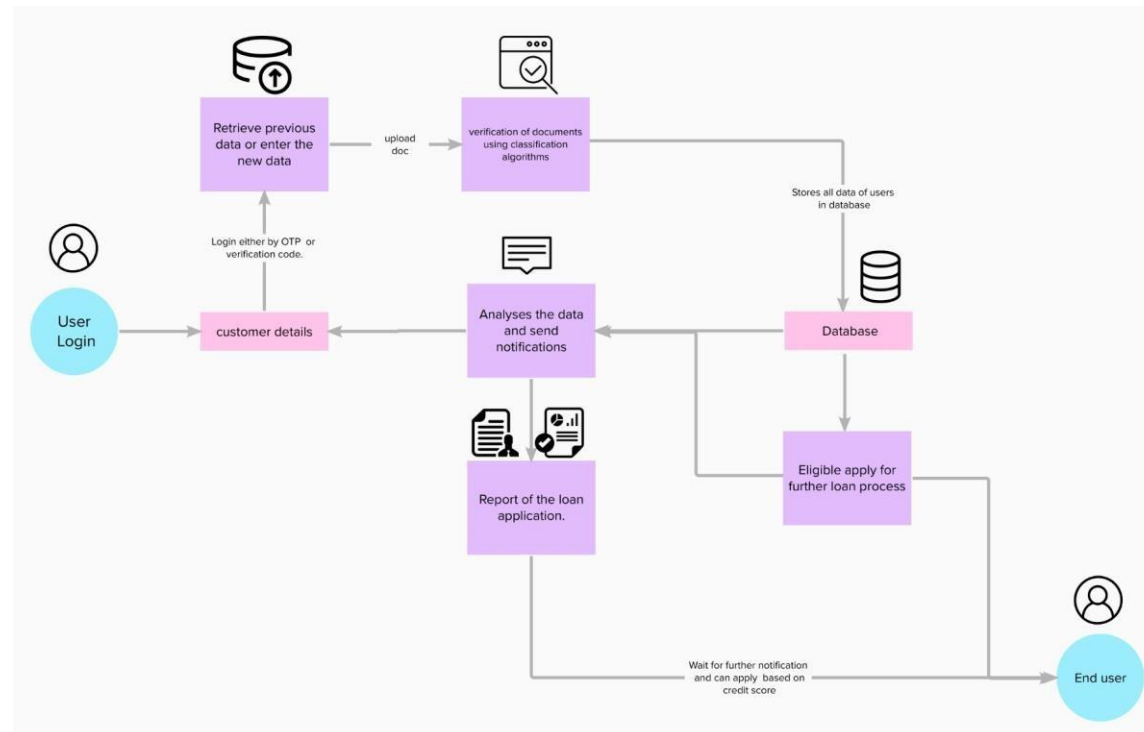 Retrieve previous
data or enter the
new data
upload
doc
verification of documents
using classification
algorithms
Stores all data of users
in database
Login either by OTP or
verification code.
User
Login
customer details
Analyses the data
and send
notifications
Database
Report of the loan
application.
Eligible apply for
further loan process
Wait for further notification
and can apply based on
credit score
End user